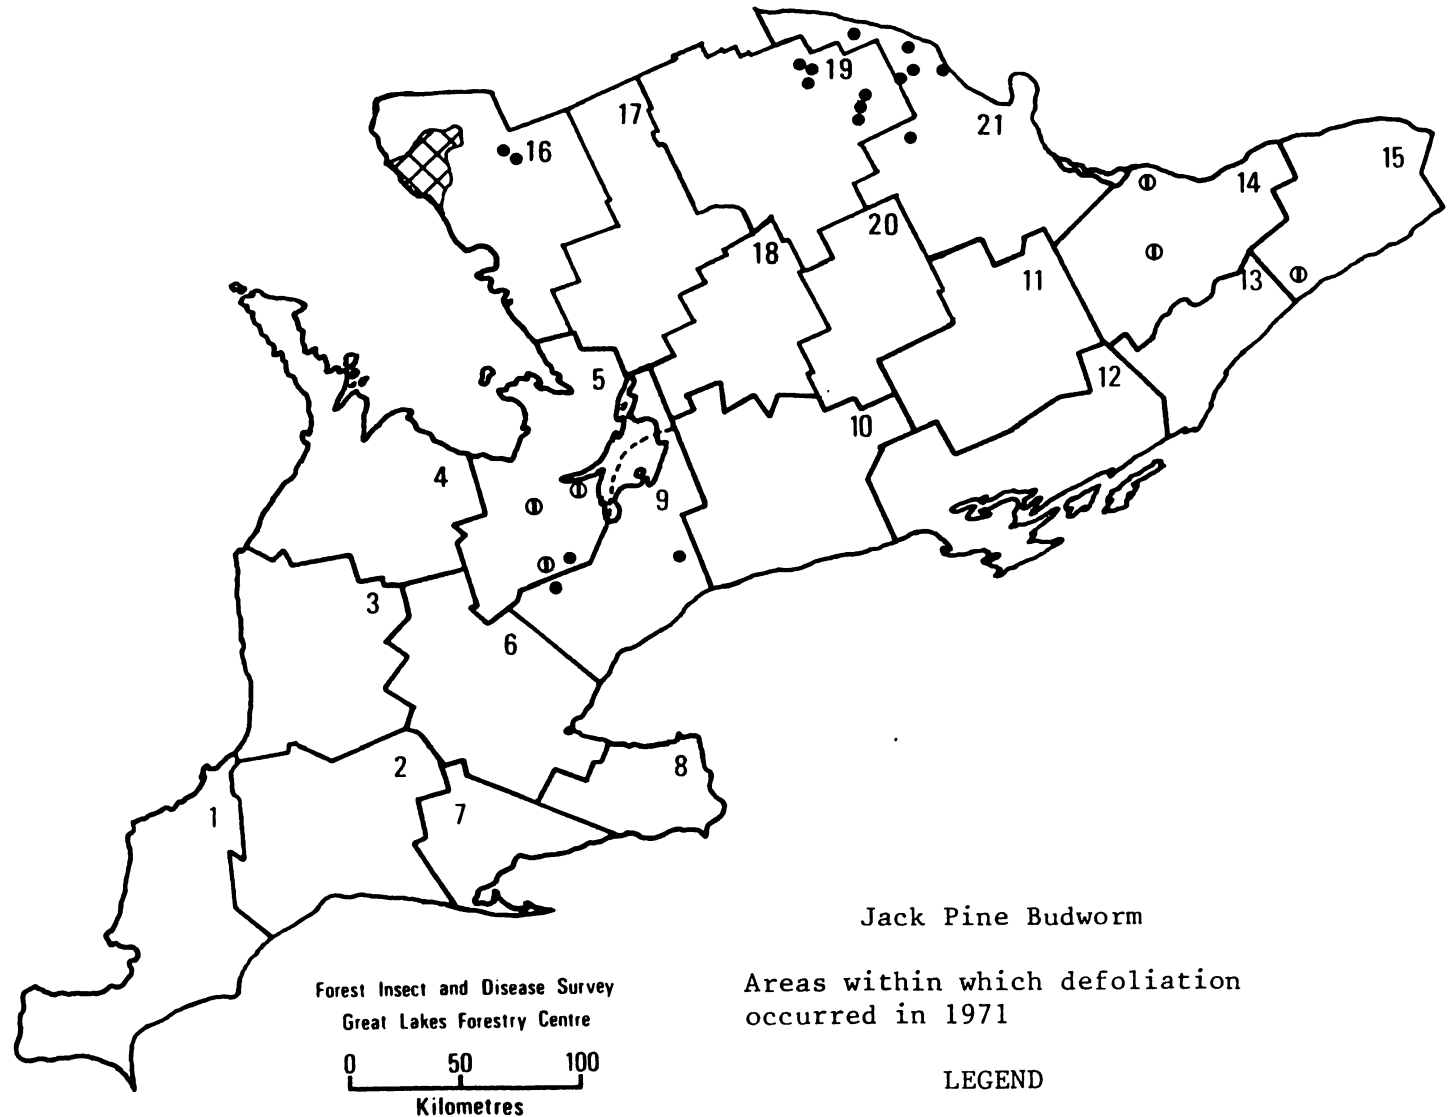 19
17
21
16
15
14
20
18
11
13
5
12
10
4
9
3
6
2
8
7
1
Jack Pine Budworm
Areas within which defoliation
occurred in 1971
LEGEND
Forest Insect and Disease Survey
Great Lakes Forestry Centre
0 50 100
Kilometres